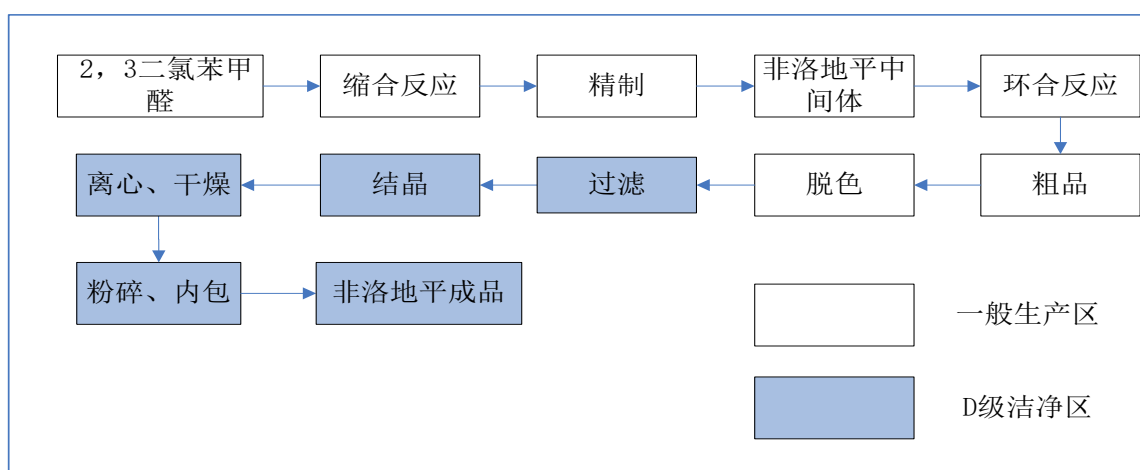 2，3二氯苯甲
醛
缩合反应
精制
非洛地平中
间体
环合反应
离心、干燥
结晶
过滤
脱色
粗品
粉碎、内包
非洛地平成品
一般生产区
D级洁净区